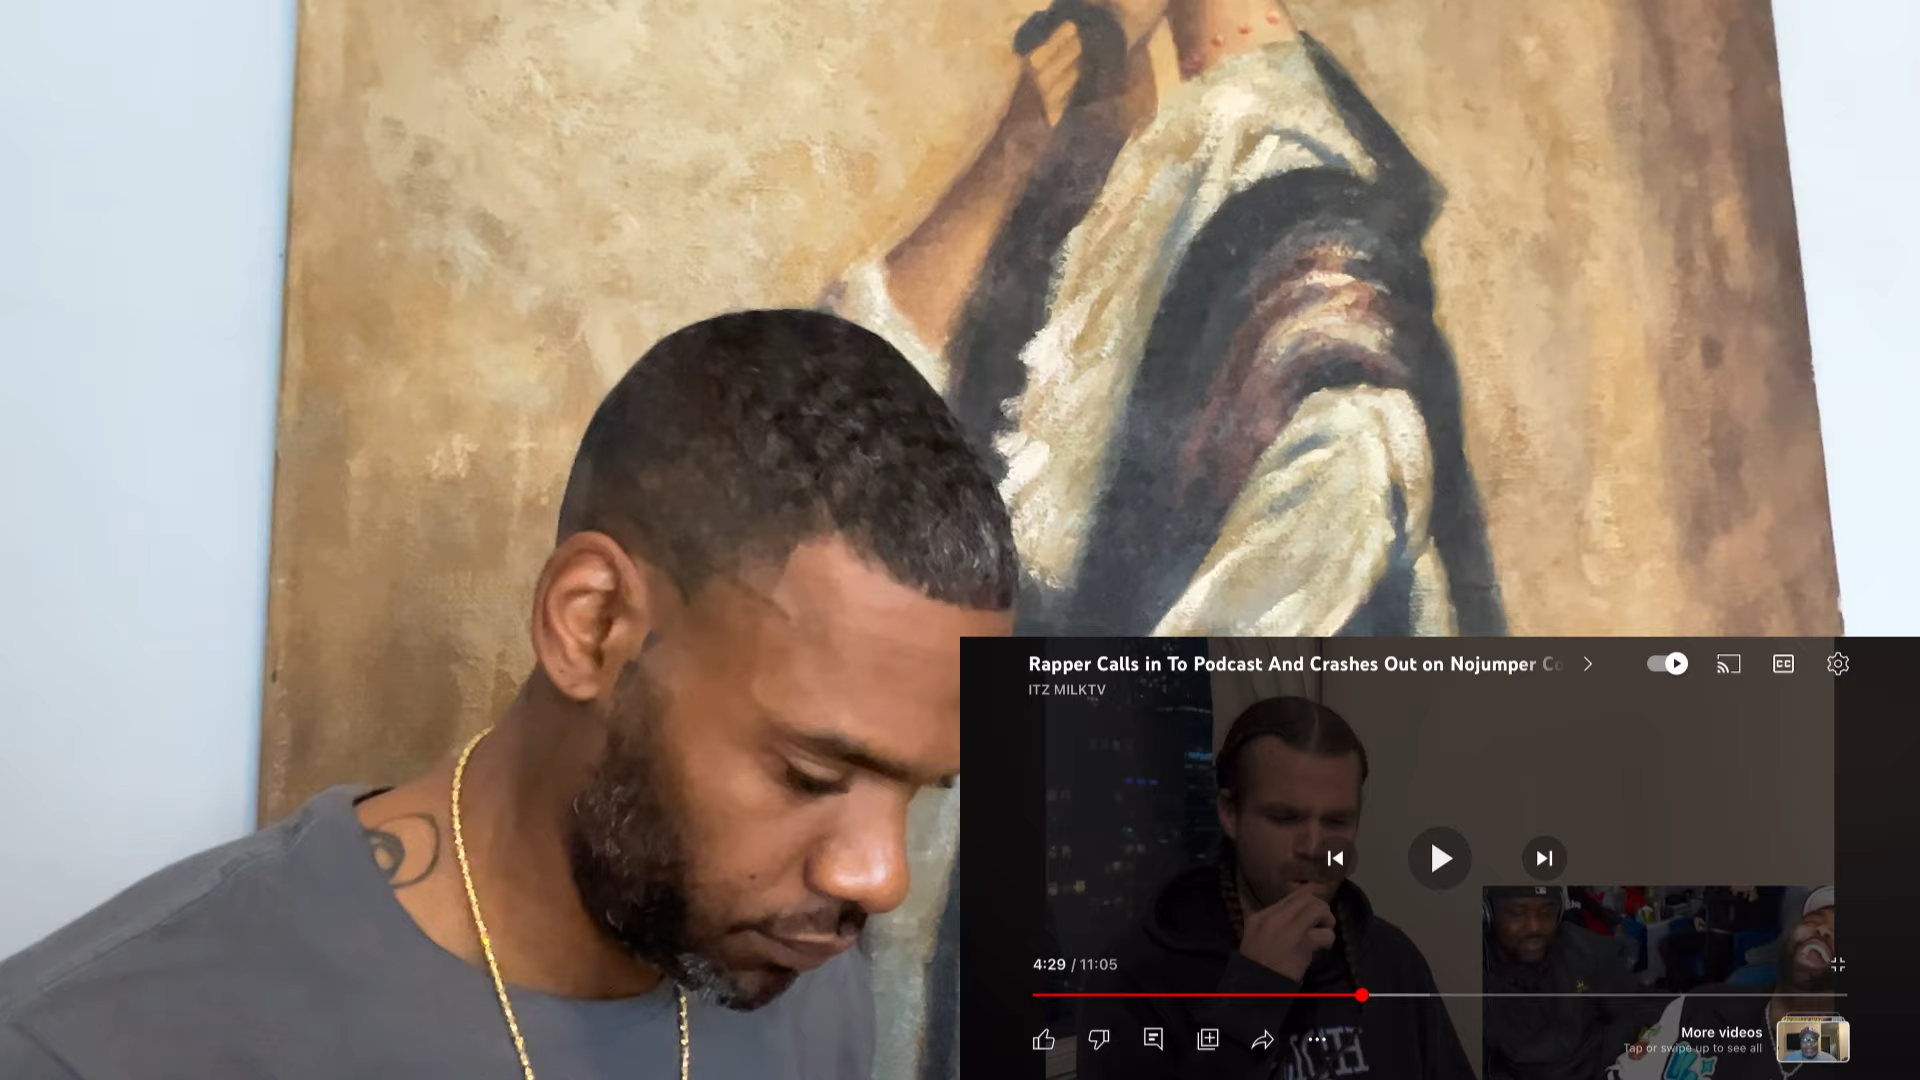 Rapper Calls in To Podcast And Crashes Out on Nojumper Co
ITZ MILKTV
CC
4:29 / 11:05
More videos
Tap or swipe up to see all